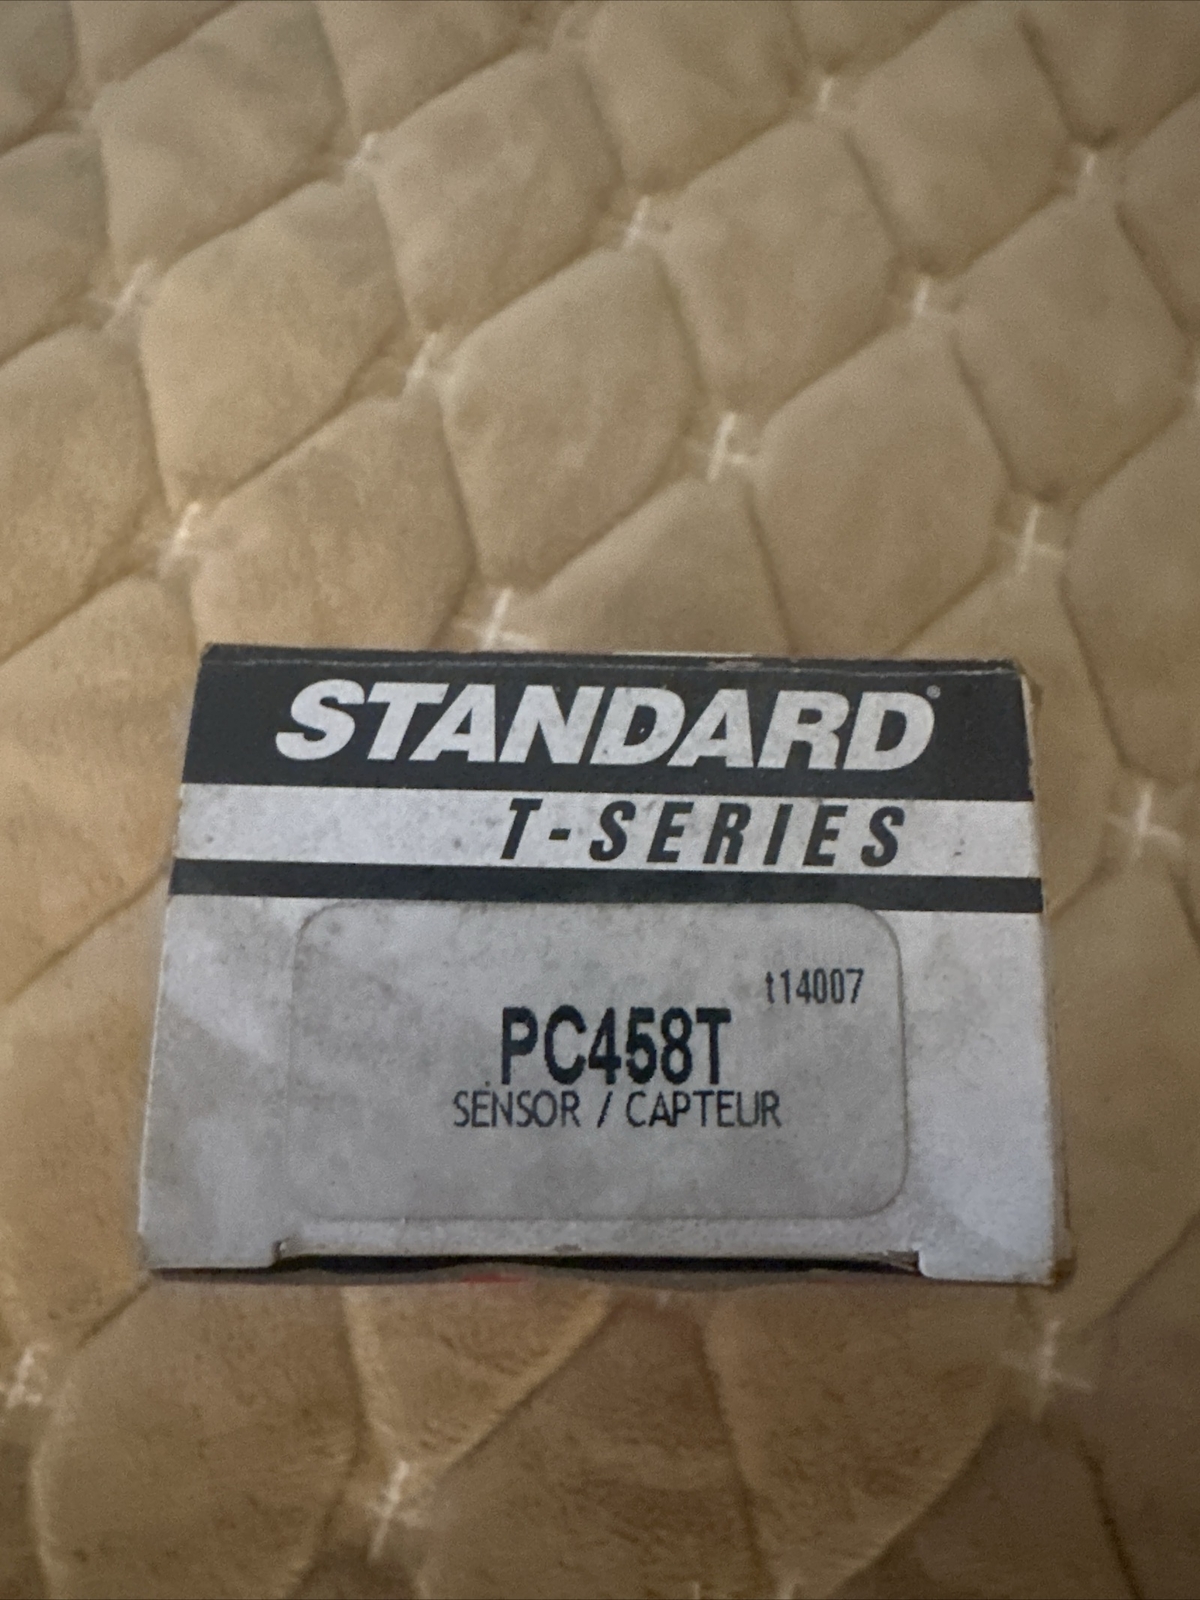 STANDARD®
T-SERIES
t14007
PC458T
SENSOR / CAPTEUR